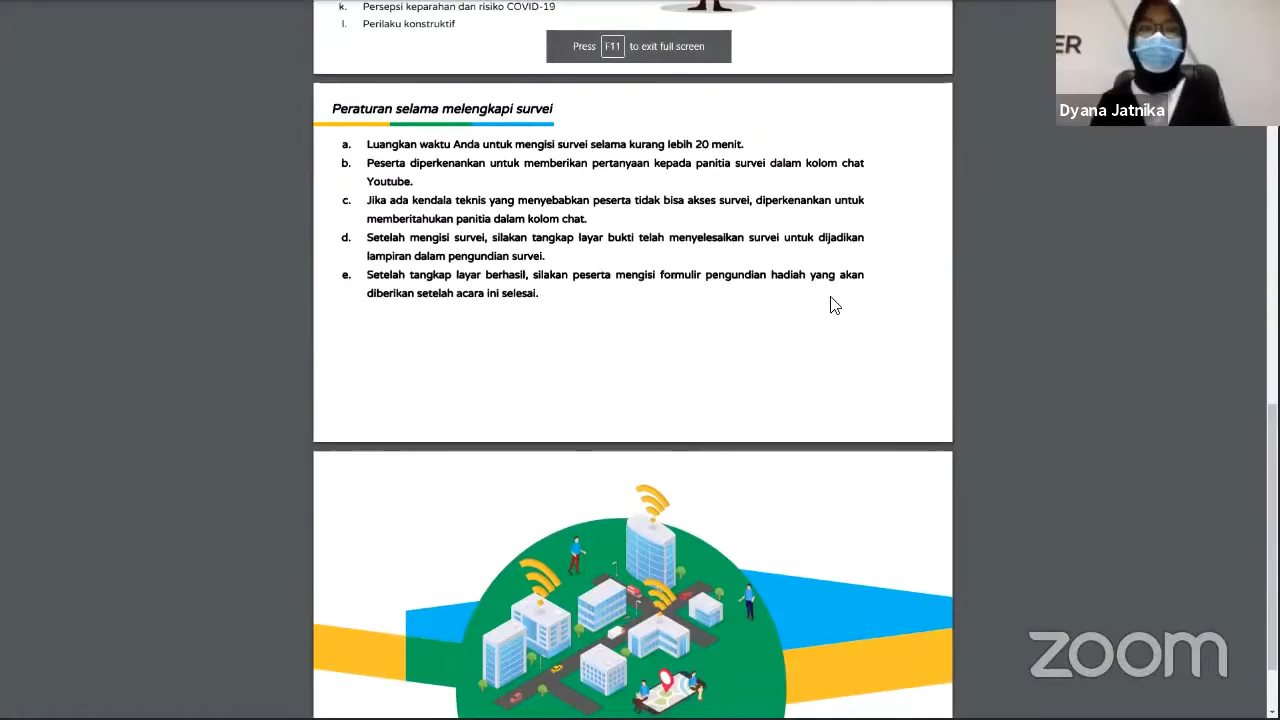 k. Persepsi keparahan dan risiko COVID-19
l. Perilaku konstruktif
Press F11 to exit full screen
ER
Dyana Jatnika
Peraturan selama melengkapi survei
a. Luangkan waktu Anda untuk mengisi survei selama kurang lebih 20 menit.
b. Peserta diperkenankan untuk memberikan pertanyaan kepada panitia survei dalam kolom chat
Youtube.
c. Jika ada kendala teknis yang menyebabkan peserta tidak bisa akses survei, diperkenankan untuk
memberitahukan panitia dalam kolom chat.
d. Setelah mengisi survei, silakan tangkap layar bukti telah menyelesaikan survei untuk dijadikan
lampiran dalam pengundian survei.
e. Setelah tangkap layar berhasil, silakan peserta mengisi formulir pengundian hadiah yang akan
diberikan setelah acara ini selesai.
zoom